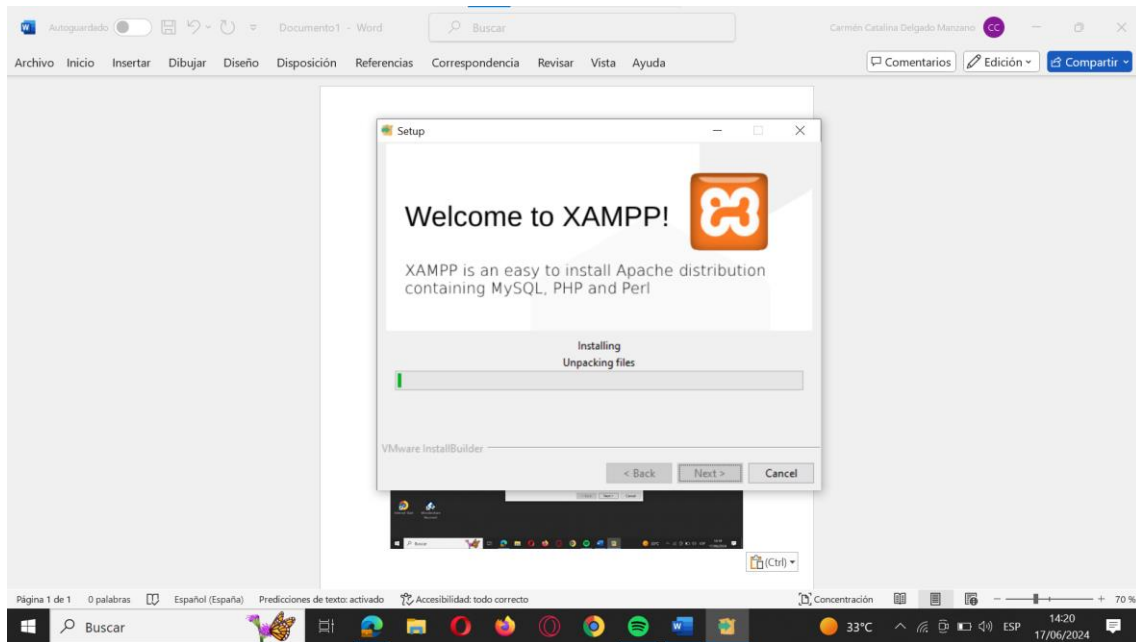 Autoguardado
Documento1 - Word
Buscar
Carmén Catalina Delgado Manzano
CC
Archivo Inicio Insertar Dibujar Diseño Disposición Referencias Correspondencia Revisar Vista Ayuda
Comentarios
Edición
Compartir
Setup
Welcome to XAMPP!
XAMPP is an easy to install Apache distribution
containing MySQL, PHP and Perl
Installing
Unpacking files
VMware InstallBuilder
< Back
Next >
Cancel
(Ctrl)
Página 1 de 1 0 palabras Español (España) Predicciones de texto: activado Accesibilidad: todo correcto
Concentración
70 %
Buscar
33°C
ESP
14:20
17/06/2024